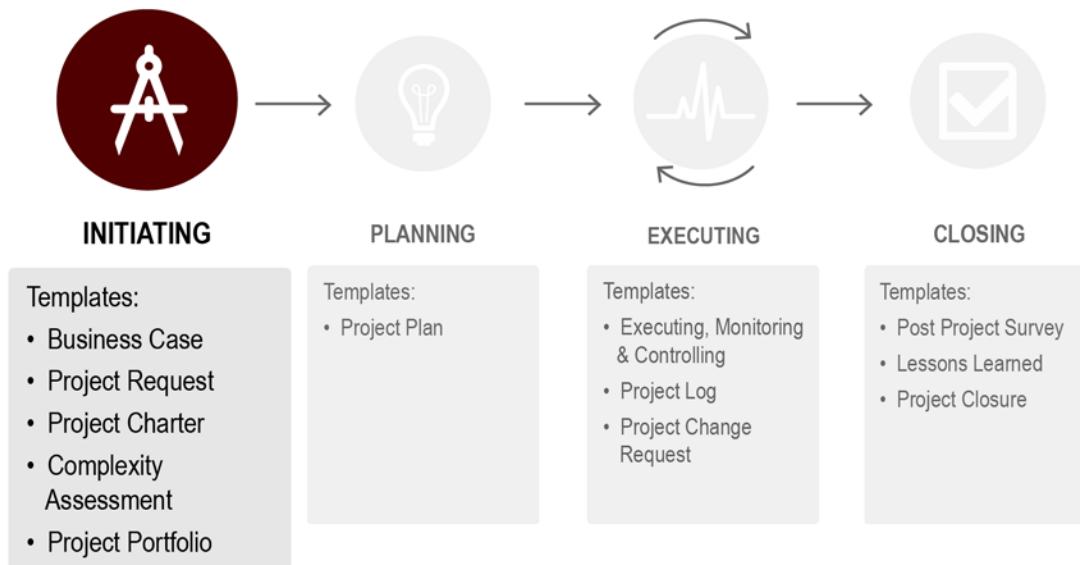 INITIATING
Templates:
• Business Case
• Project Request
• Project Charter
• Complexity
Assessment
• Project Portfolio
PLANNING
Templates:
• Project Plan
EXECUTING
Templates:
• Executing, Monitoring
& Controlling
• Project Log
• Project Change
Request
CLOSING
Templates:
• Post Project Survey
• Lessons Learned
• Project Closure